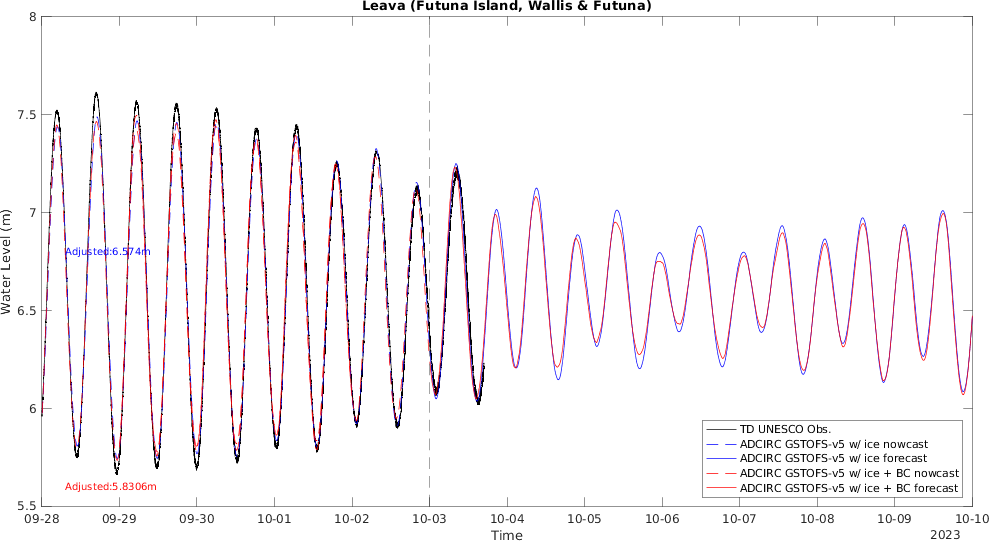 Leava (Futuna Island, Wallis & Futuna)
8
7.5
7
6.5
6
5.5
Water Level (m)
Adjusted:6.574m
Adjusted:5.8306m
TD UNESCO Obs.
ADCIRC GSTOFS-v5 w/ ice nowcast
ADCIRC GSTOFS-v5 w/ ice forecast
ADCIRC GSTOFS-v5 w/ ice + BC nowcast
ADCIRC GSTOFS-v5 w/ ice + BC forecast
09-28 09-29 09-30 10-01 10-02 10-03 10-04 10-05 10-06 10-07 10-08 10-09 10-10
Time
2023